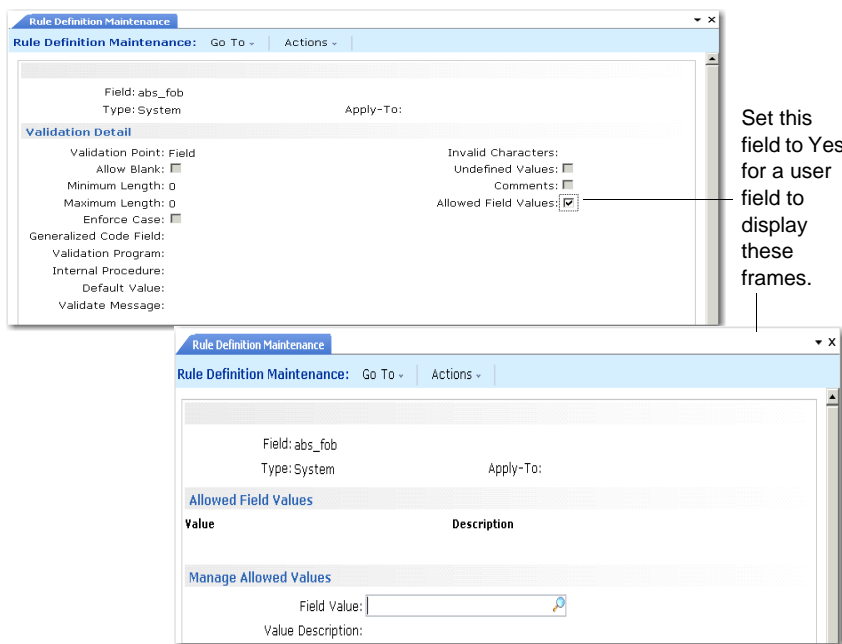 Rule Definition Maintenance
Rule Definition Maintenance: Go To Actions
Field: abs_fob
Type: System Apply-To:
Validation Detail
Validation Point: Field Invalid Characters:
Allow Blank: Undefined Values:
Minimum Length: 0 Comments:
Maximum Length: 0 Allowed Field Values:
Enforce Case:
Generalized Code Field:
Validation Program:
Internal Procedure:
Default Value:
Validate Message:
Set this
field to Yes
for a user
field to
display
these
frames.
Rule Definition Maintenance
Rule Definition Maintenance: Go To Actions
Field: abs_fob
Type: System Apply-To:
Allowed Field Values
Value Description
Manage Allowed Values
Field Value:
Value Description: